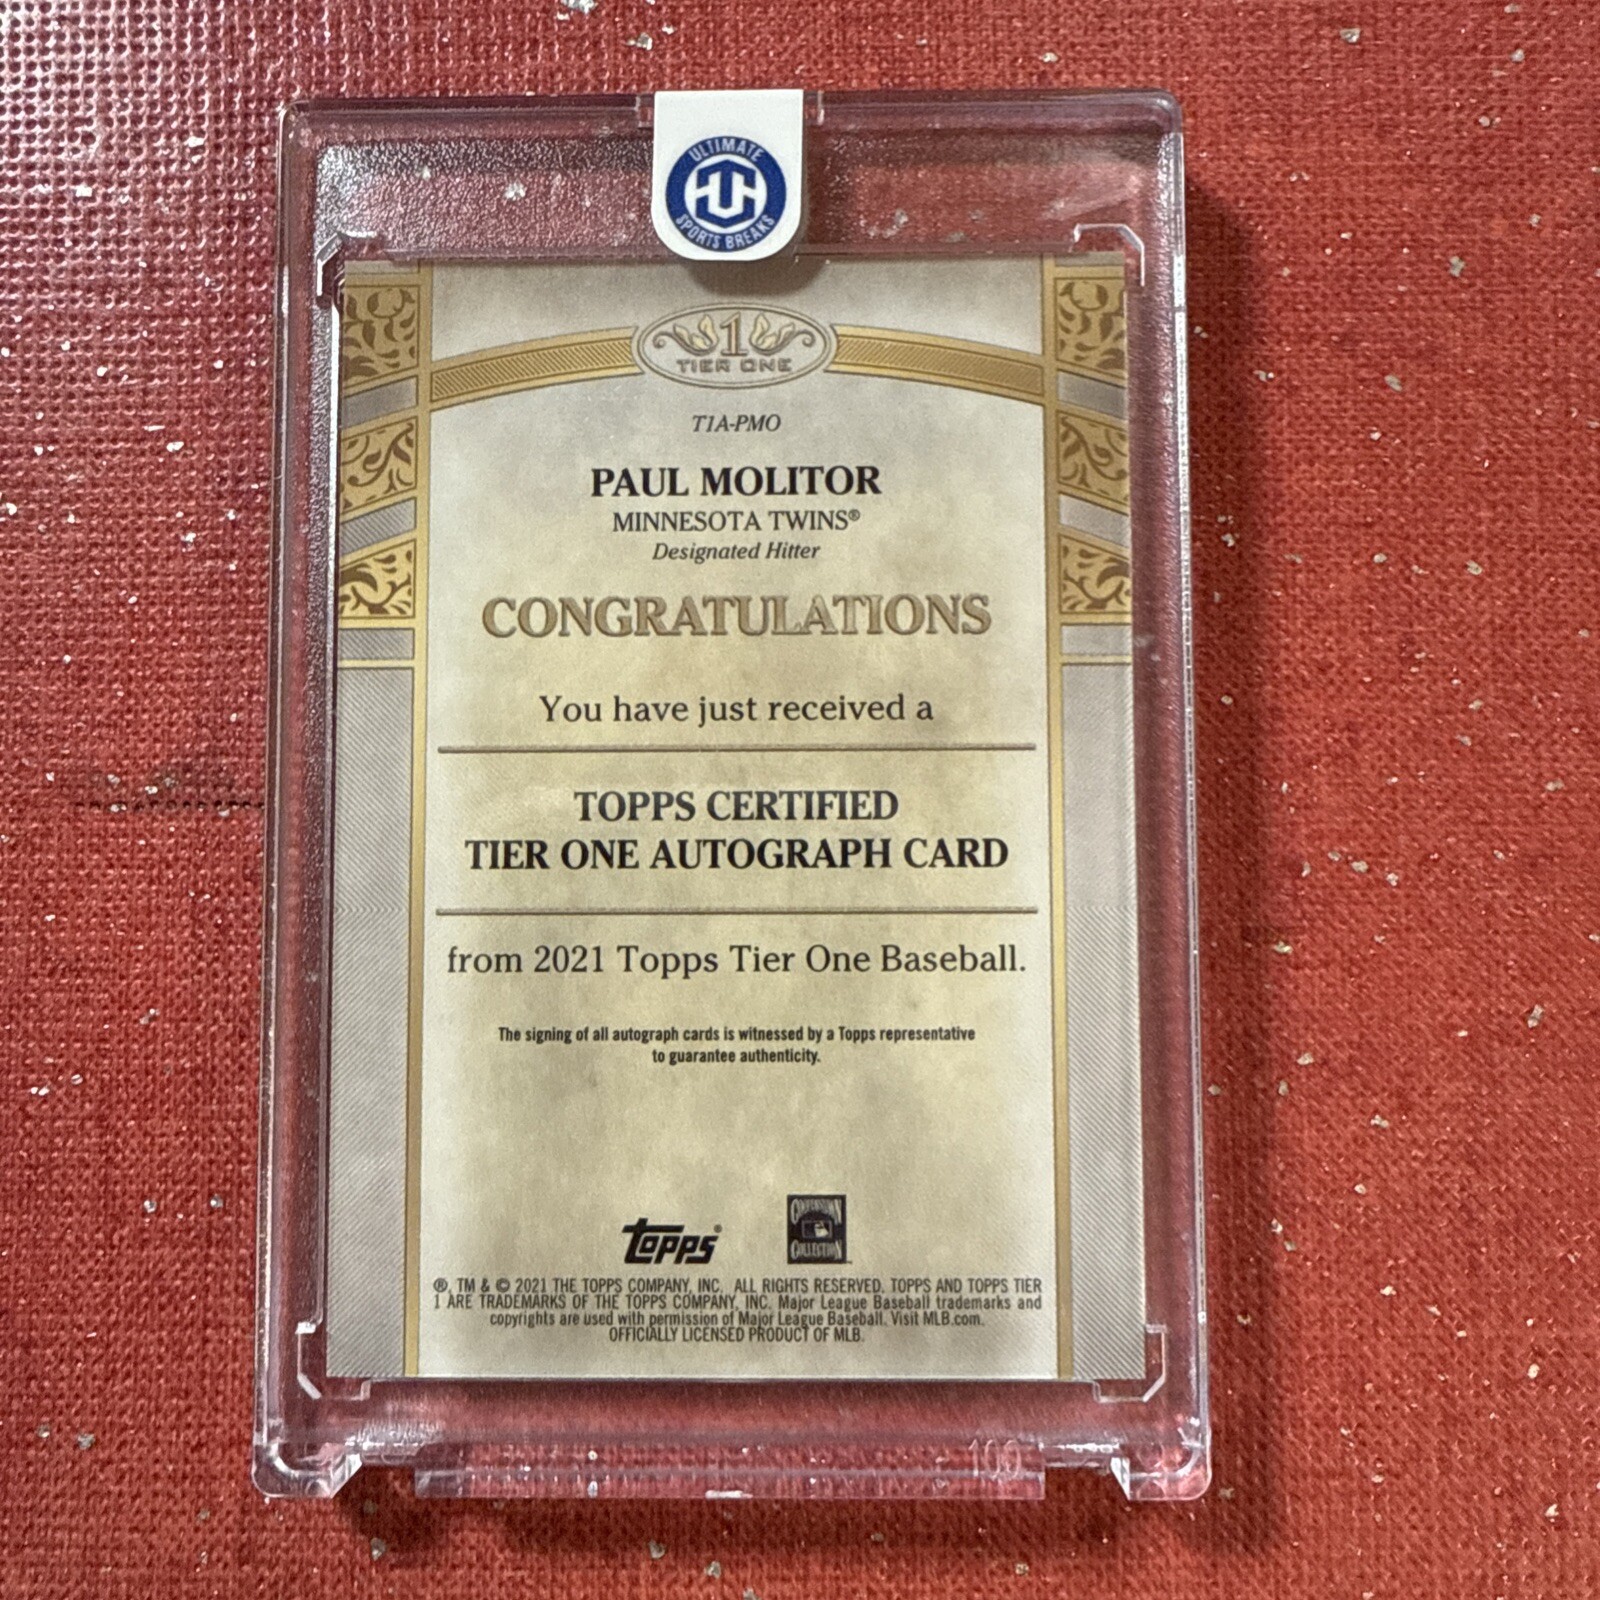 ULTIMATE
SPORTS BREAKS
1
TIER ONE
T1A-PMO
PAUL MOLITOR
MINNESOTA TWINS®
Designated Hitter
CONGRATULATIONS
You have just received a
TOPPS CERTIFIED
TIER ONE AUTOGRAPH CARD
from 2021 Topps Tier One Baseball.
The signing of all autograph cards is witnessed by a Topps representative
to guarantee authenticity.
Topps®
COOPERSTOWN
COLLECTION
®, TM & © 2021 THE TOPPS COMPANY, INC. ALL RIGHTS RESERVED. TOPPS AND TOPPS TIER
1 ARE TRADEMARKS OF THE TOPPS COMPANY, INC. Major League Baseball trademarks and
copyrights are used with permission of Major League Baseball. Visit MLB.com.
OFFICIALLY LICENSED PRODUCT OF MLB.